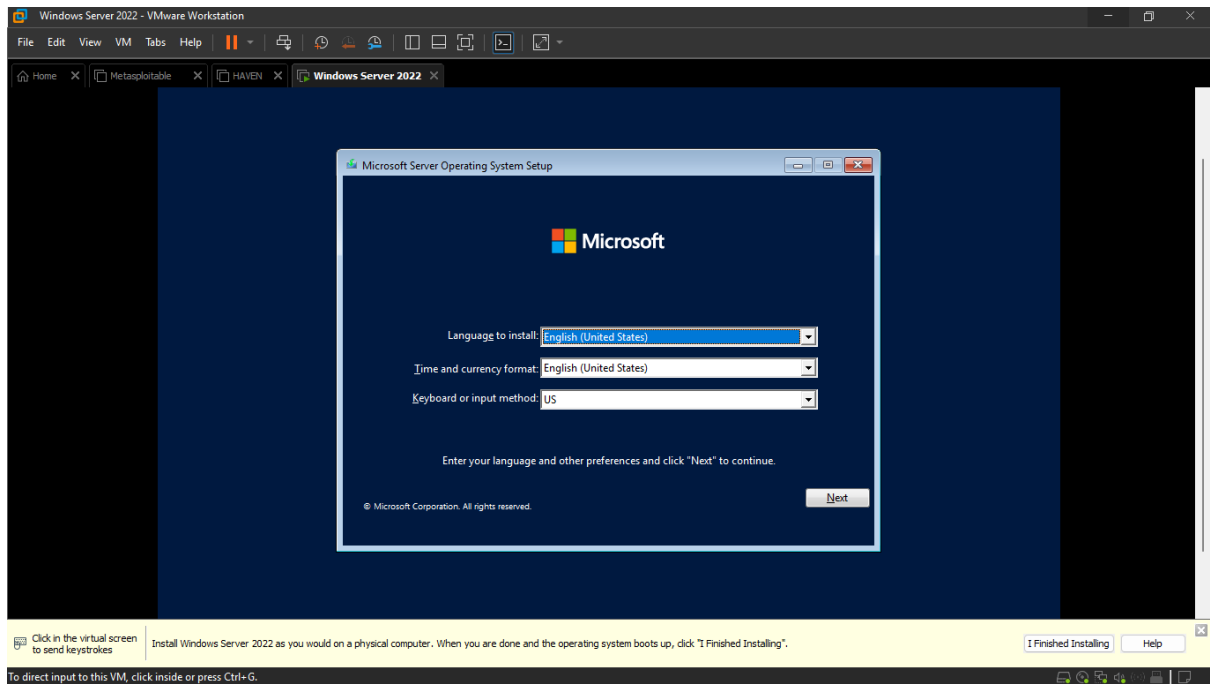 Windows Server 2022 - VMware Workstation
File Edit View VM Tabs Help
Home Metasploitable HAVEN Windows Server 2022
Microsoft Server Operating System Setup
Microsoft
Language to install: English (United States)
Time and currency format: English (United States)
Keyboard or input method: US
Enter your language and other preferences and click "Next" to continue.
Next
© Microsoft Corporation. All rights reserved.
Click in the virtual screen
to send keystrokes
Install Windows Server 2022 as you would on a physical computer. When you are done and the operating system boots up, click "I Finished Installing".
I Finished Installing Help
To direct input to this VM, click inside or press Ctrl+G.